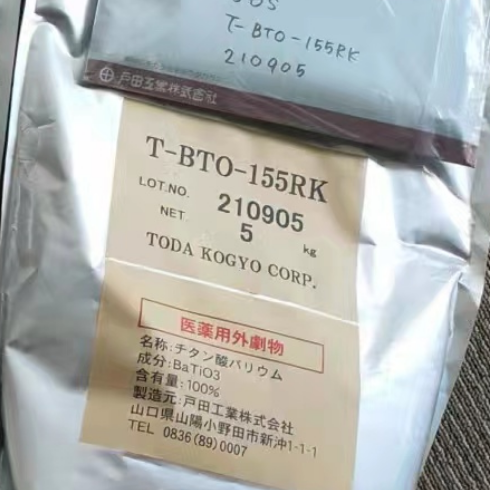 T-BTO-155RK
210905
戸田工業株式会社
T-BTO-155RK
LOT.NO. 210905
NET. 5 kg
TODA KOGYO CORP.
医薬用外劇物
名称:チタン酸バリウム
成分:BaTiO3
含有量:100%
製造元:戸田工業株式会社
山口県山陽小野田市新沖1-1-1
TEL 0836(89)0007